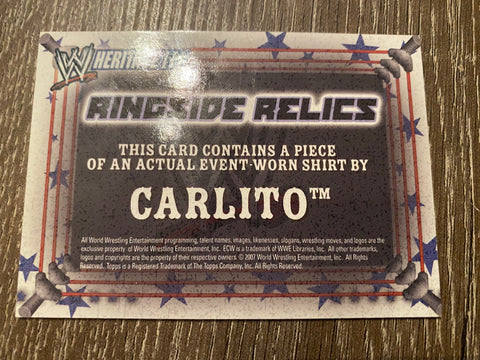 W HERITAGE
RINGSIDE RELICS
THIS CARD CONTAINS A PIECE
OF AN ACTUAL EVENT-WORN SHIRT BY
CARLITO™
All World Wrestling Entertainment programming, talent names, images, likenesses, slogans, wrestling moves, and logos are the
exclusive property of World Wrestling Entertainment, Inc. ECW is a trademark of WWE Libraries, Inc. All other trademarks,
logos and copyrights are the property of their respective owners. © 2007 World Wrestling Entertainment, Inc. All Rights
Reserved. Topps is a Registered Trademark of The Topps Company, Inc. All Rights Reserved.